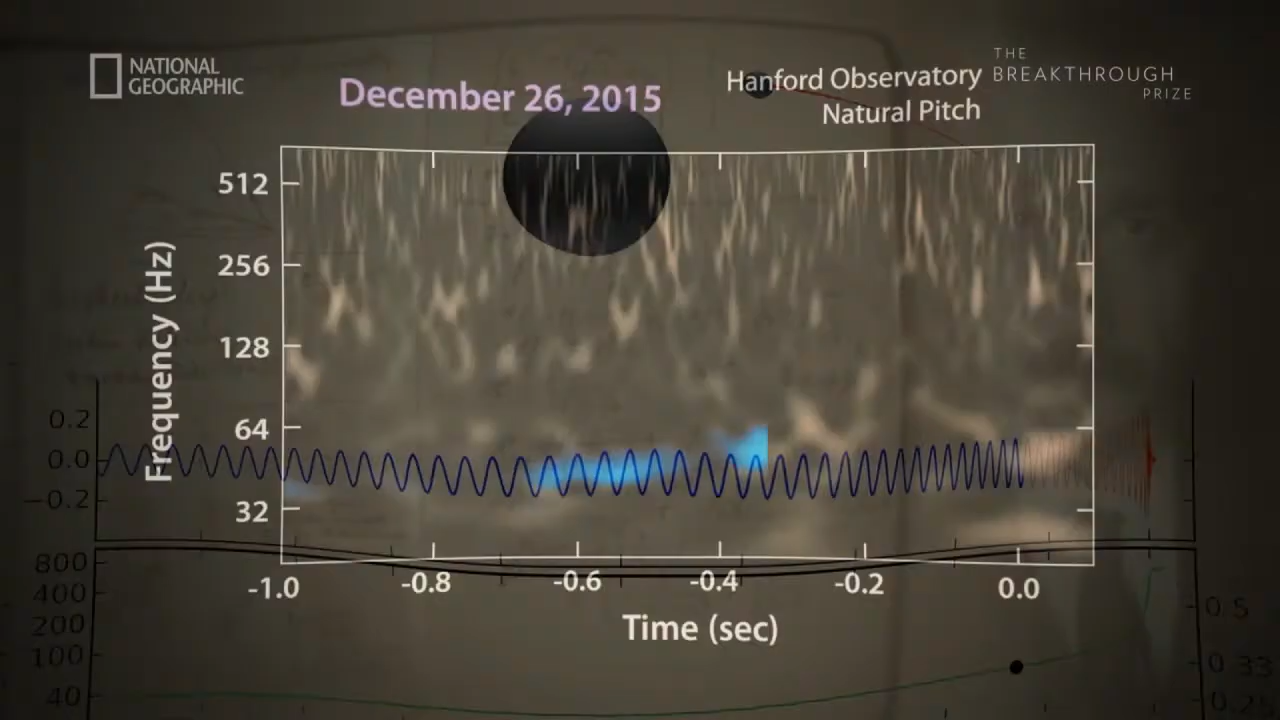 NATIONAL
GEOGRAPHIC
THE
BREAKTHROUGH
PRIZE
December 26, 2015
Hanford Observatory
Natural Pitch
Frequency (Hz)
512
256
128
64
32
-1.0
-0.8
-0.6
-0.4
-0.2
0.0
Time (sec)
0.2
0.0
−0.2
800
400
200
100
40
0.5
0.33
0.25